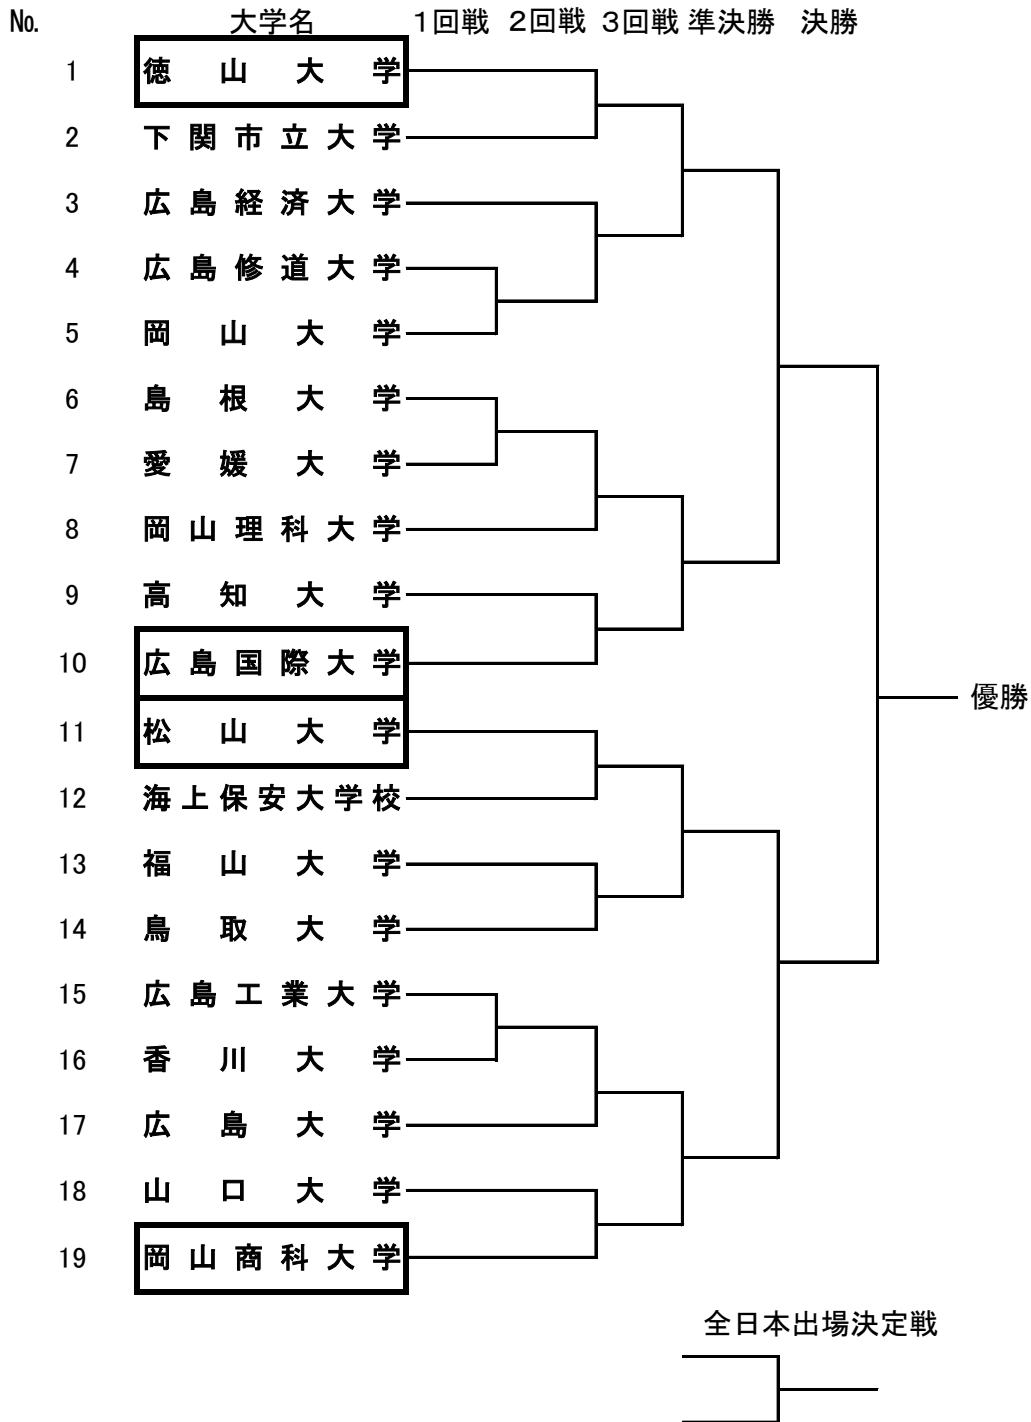 No. 大学名 1回戦 2回戦 3回戦 準決勝 決勝
1 徳山大学
2 下関市立大学
3 広島経済大学
4 広島修道大学
5 岡山大学
6 島根大学
7 愛媛大学
8 岡山理科大学
9 高知大学
10 広島国際大学
優勝
11 松山大学
12 海上保安大学校
13 福山大学
14 鳥取大学
15 広島工業大学
16 香川大学
17 広島大学
18 山口大学
19 岡山商科大学
全日本出場決定戦